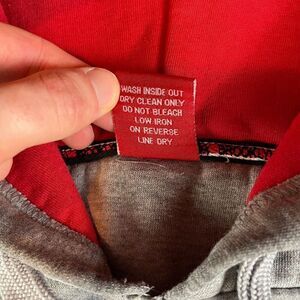 WASH INSIDE OUT
DRY CLEAN ONLY
DO NOT BLEACH
LOW IRON
ON REVERSE
LINE DRY